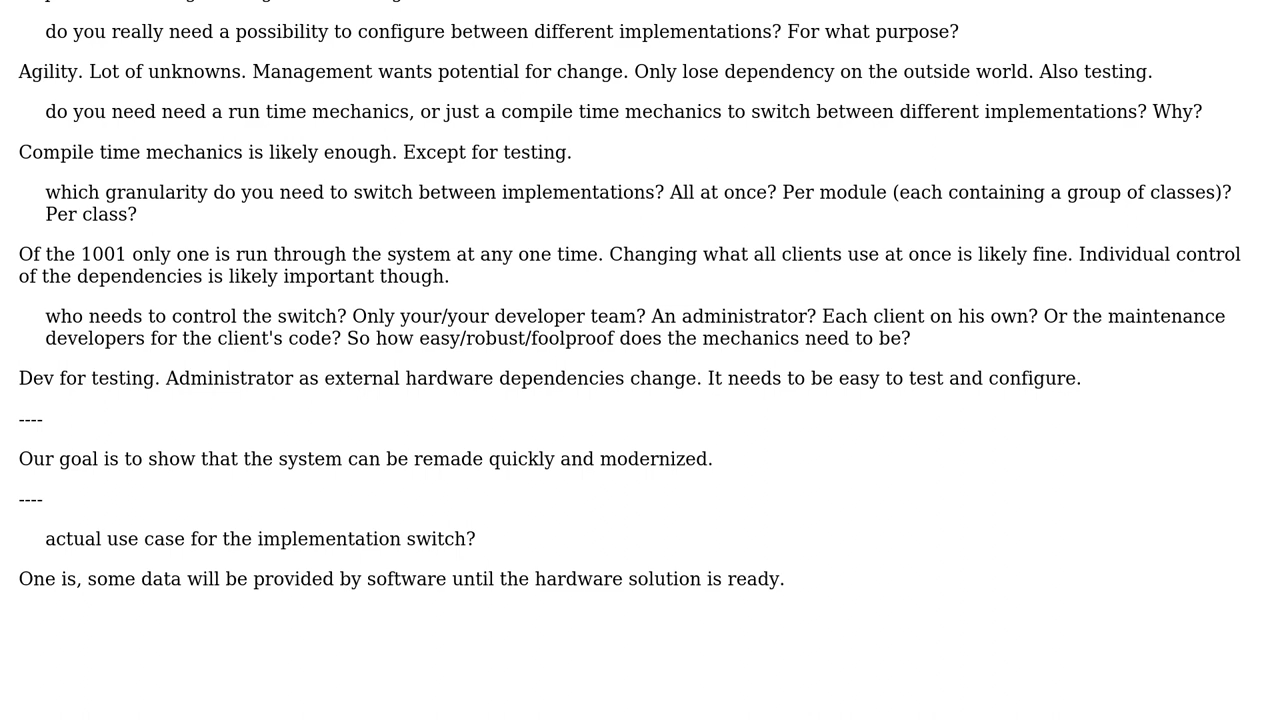 do you really need a possibility to configure between different implementations? For what purpose?
Agility. Lot of unknowns. Management wants potential for change. Only lose dependency on the outside world. Also testing.
do you need need a run time mechanics, or just a compile time mechanics to switch between different implementations? Why?
Compile time mechanics is likely enough. Except for testing.
which granularity do you need to switch between implementations? All at once? Per module (each containing a group of classes)?
Per class?
Of the 1001 only one is run through the system at any one time. Changing what all clients use at once is likely fine. Individual control
of the dependencies is likely important though.
who needs to control the switch? Only your/your developer team? An administrator? Each client on his own? Or the maintenance
developers for the client's code? So how easy/robust/foolproof does the mechanics need to be?
Dev for testing. Administrator as external hardware dependencies change. It needs to be easy to test and configure.
----
Our goal is to show that the system can be remade quickly and modernized.
----
actual use case for the implementation switch?
One is, some data will be provided by software until the hardware solution is ready.